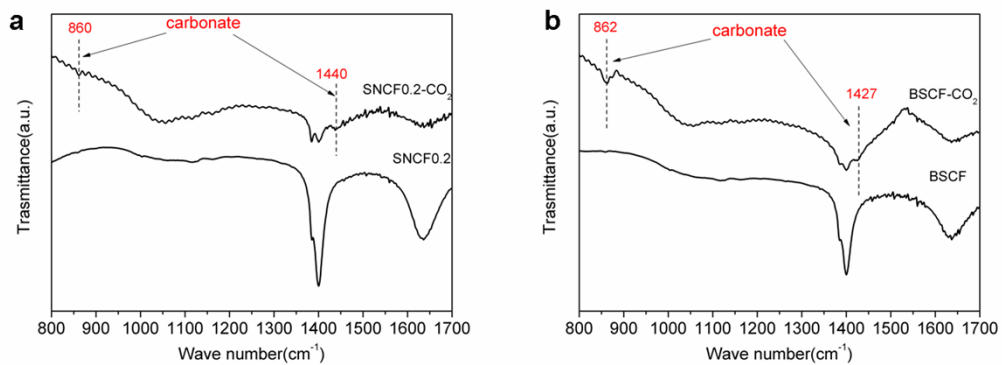 a
860
carbonate
1440
SNCF0.2-CO₂
SNCF0.2
Trasmittance(a.u.)
800 900 1000 1100 1200 1300 1400 1500 1600 1700
Wave number(cm⁻¹)
b
862
carbonate
1427
BSCF-CO₂
BSCF
Trasmittance(a.u.)
800 900 1000 1100 1200 1300 1400 1500 1600 1700
Wave number(cm⁻¹)